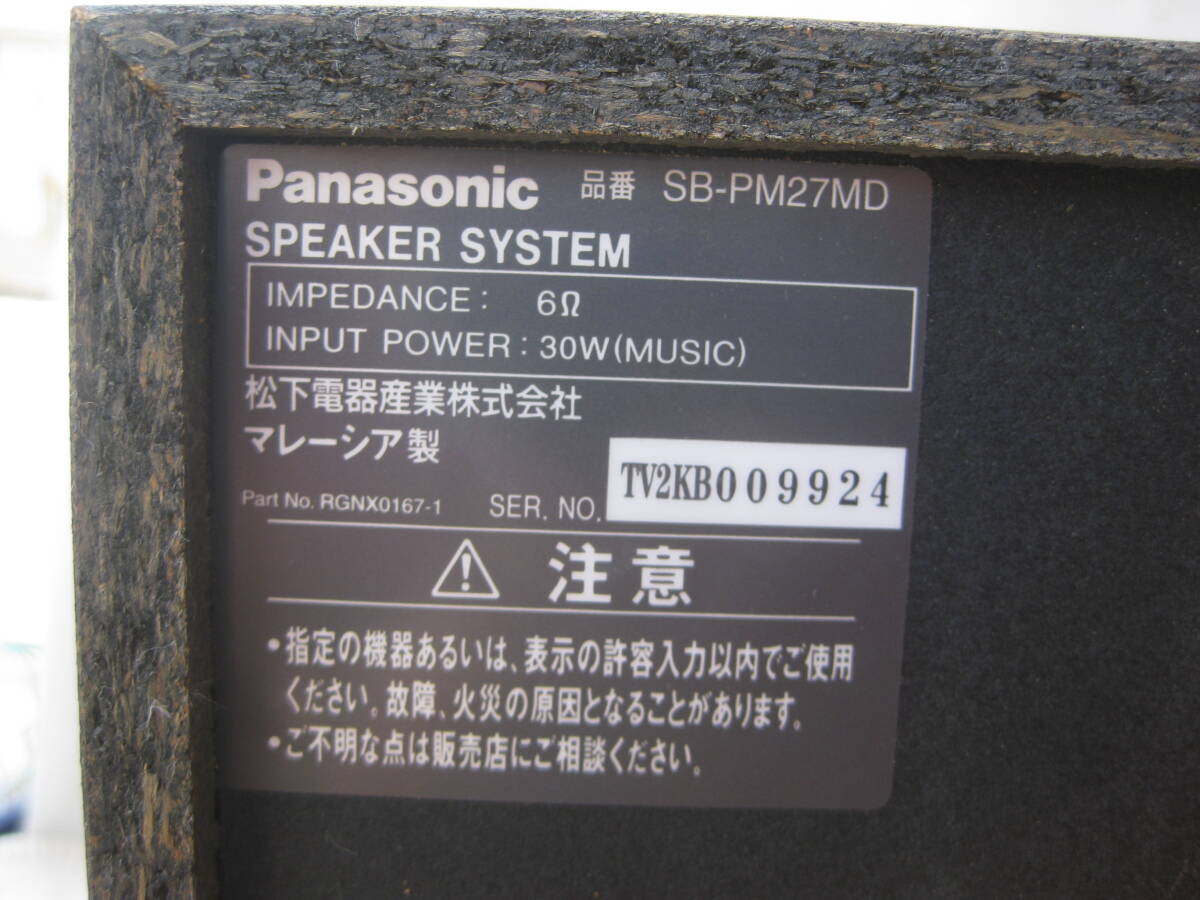 Panasonic 品番 SB-PM27MD
SPEAKER SYSTEM
IMPEDANCE : 6Ω
INPUT POWER : 30W(MUSIC)
松下電器産業株式会社
マレーシア製
Part No. RGNX0167-1 SER. NO. TV2KB009924
注意
•指定の機器あるいは、表示の許容入力以内でご使用
ください。故障、火災の原因となることがあります。
•ご不明な点は販売店にご相談ください。